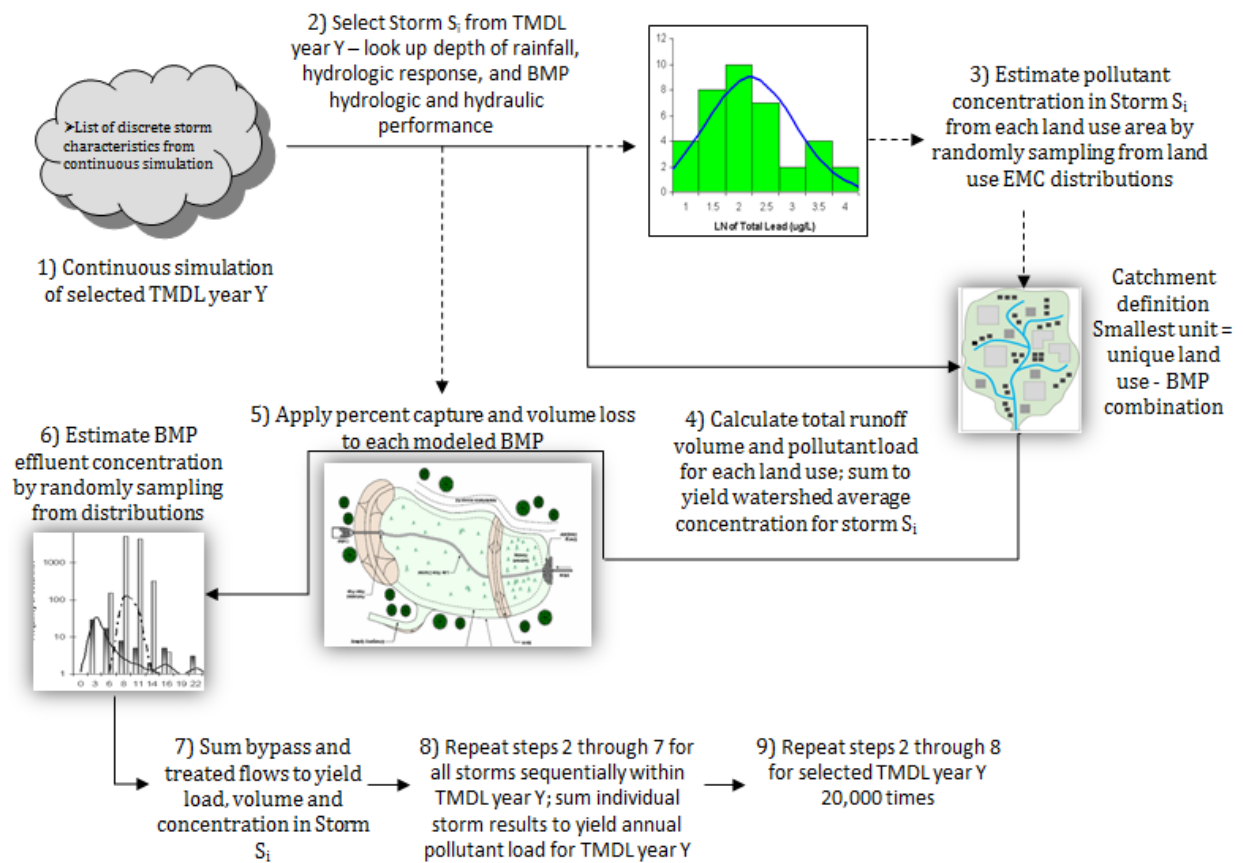 2) Select Storm Si from TMDL
year Y – look up depth of rainfall,
hydrologic response, and BMP
hydrologic and hydraulic
performance
➢List of discrete storm
characteristics from
continuous simulation
1) Continuous simulation
of selected TMDL year Y
12
10
8
6
4
2
0
1 1.5 2 2.5 3 3.5 4
LN of Total Lead (ug/L)
3) Estimate pollutant
concentration in Storm Si
from each land use area by
randomly sampling from land
use EMC distributions
Catchment
definition
Smallest unit =
unique land
use - BMP
combination
4) Calculate total runoff
volume and pollutant load
for each land use; sum to
yield watershed average
concentration for storm Si
5) Apply percent capture and volume loss
to each modeled BMP
6) Estimate BMP
effluent concentration
by randomly sampling
from distributions
1000
100
10
1
0 3 6 8 11 14 16 19 22
7) Sum bypass and
treated flows to yield
load, volume and
concentration in Storm
Si
8) Repeat steps 2 through 7 for
all storms sequentially within
TMDL year Y; sum individual
storm results to yield annual
pollutant load for TMDL year Y
9) Repeat steps 2 through 8
for selected TMDL year Y
20,000 times